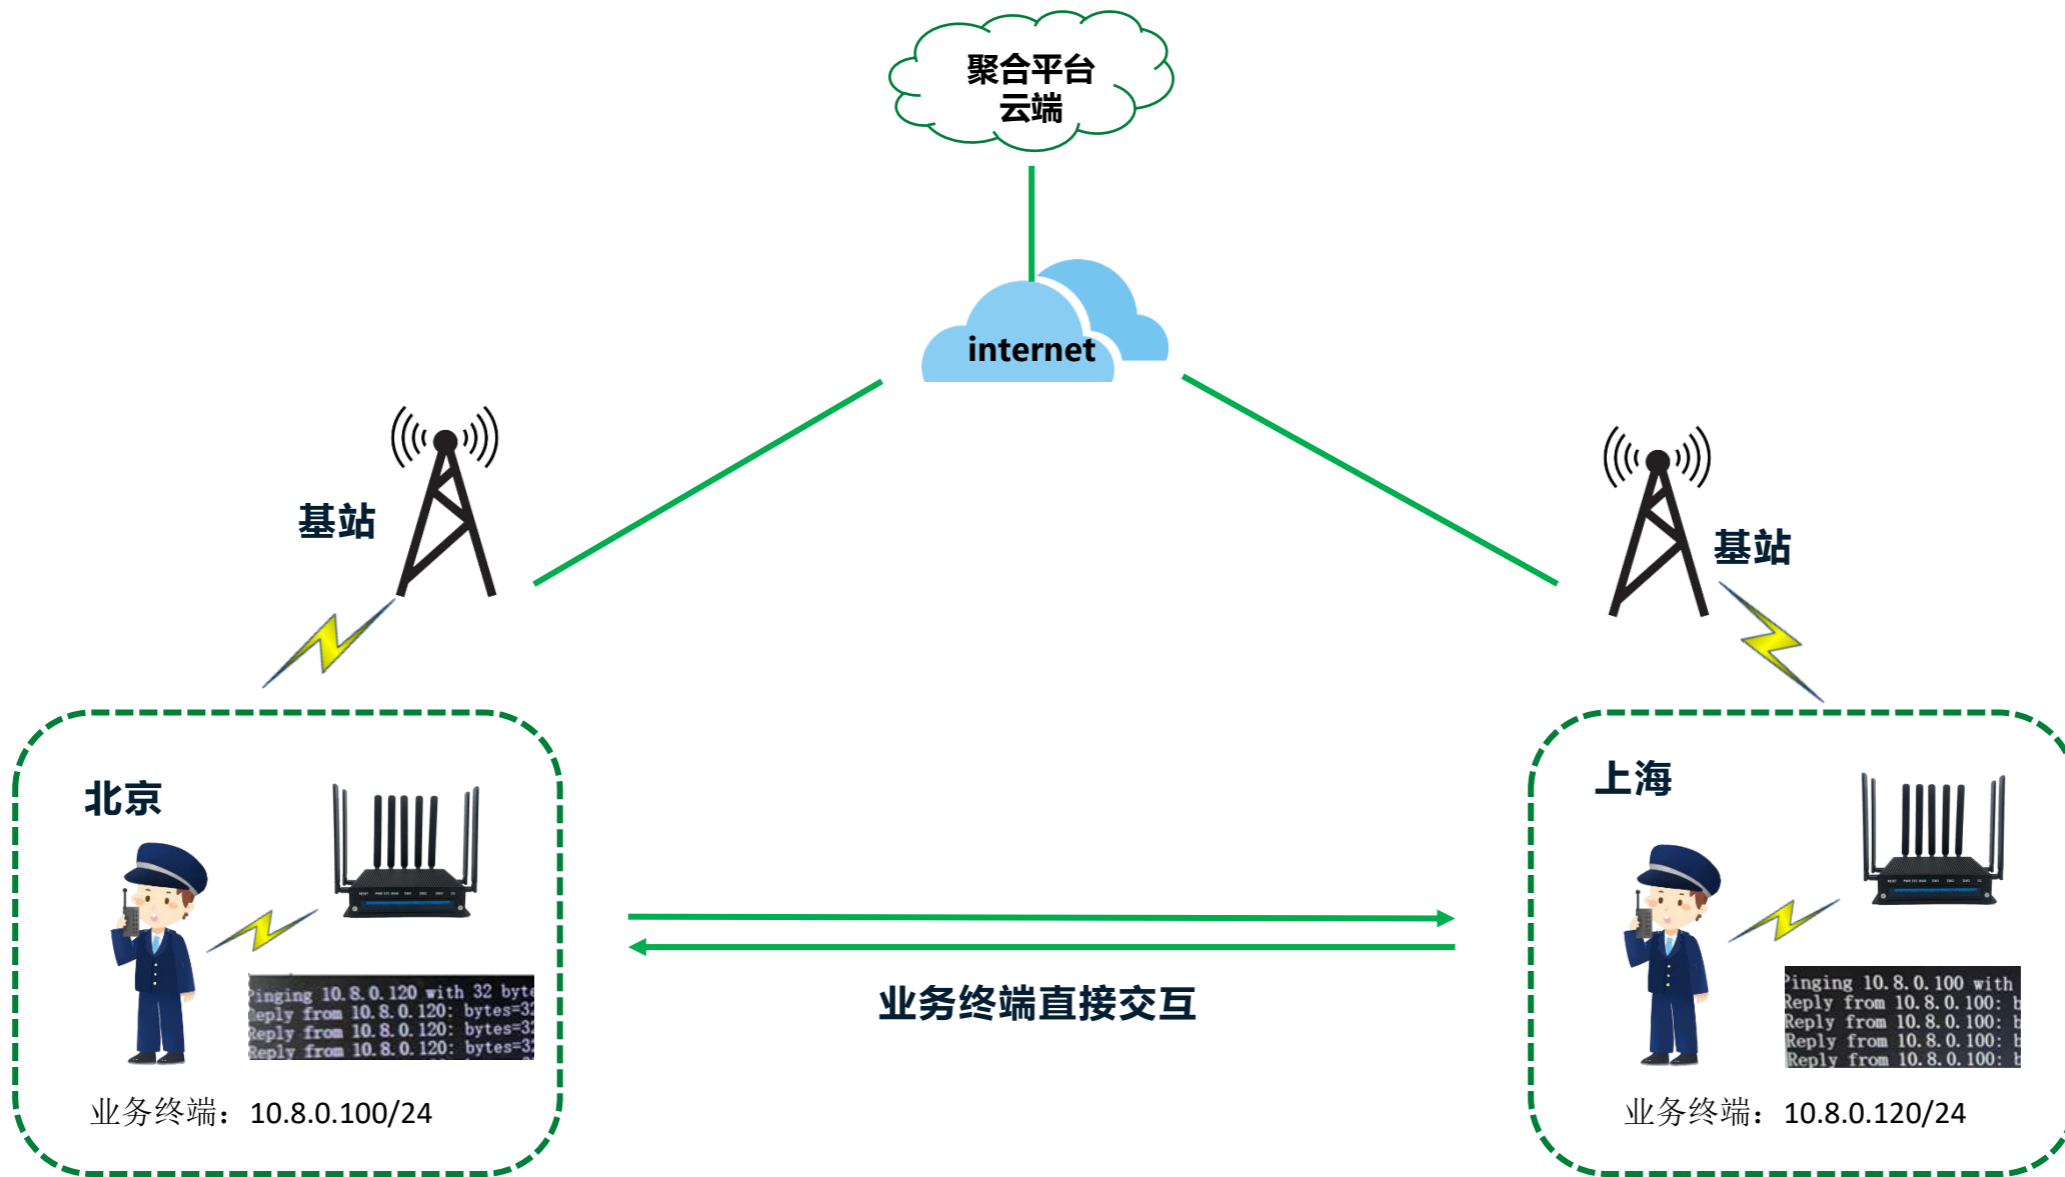 聚合平台
云端
internet
基站
基站
北京
上海
Pinging 10.8.0.120 with 32 byte
Reply from 10.8.0.120: bytes=32
Reply from 10.8.0.120: bytes=32
Reply from 10.8.0.120: bytes=32
业务终端直接交互
Pinging 10.8.0.100 with
Reply from 10.8.0.100: b
Reply from 10.8.0.100: b
Reply from 10.8.0.100: b
Reply from 10.8.0.100: b
业务终端：10.8.0.100/24
业务终端：10.8.0.120/24